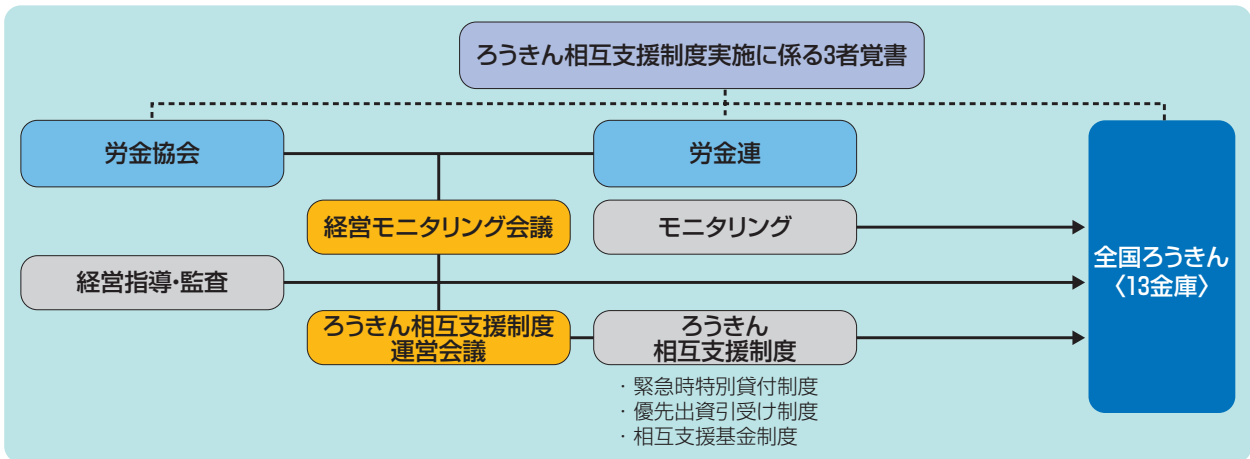 ろうきん相互支援制度実施に係る3者覚書
労金協会
労金連
経営モニタリング会議
モニタリング
全国ろうきん
〈13金庫〉
経営指導・監査
ろうきん相互支援制度
運営会議
ろうきん
相互支援制度
・緊急時特別貸付制度
・優先出資引受け制度
・相互支援基金制度